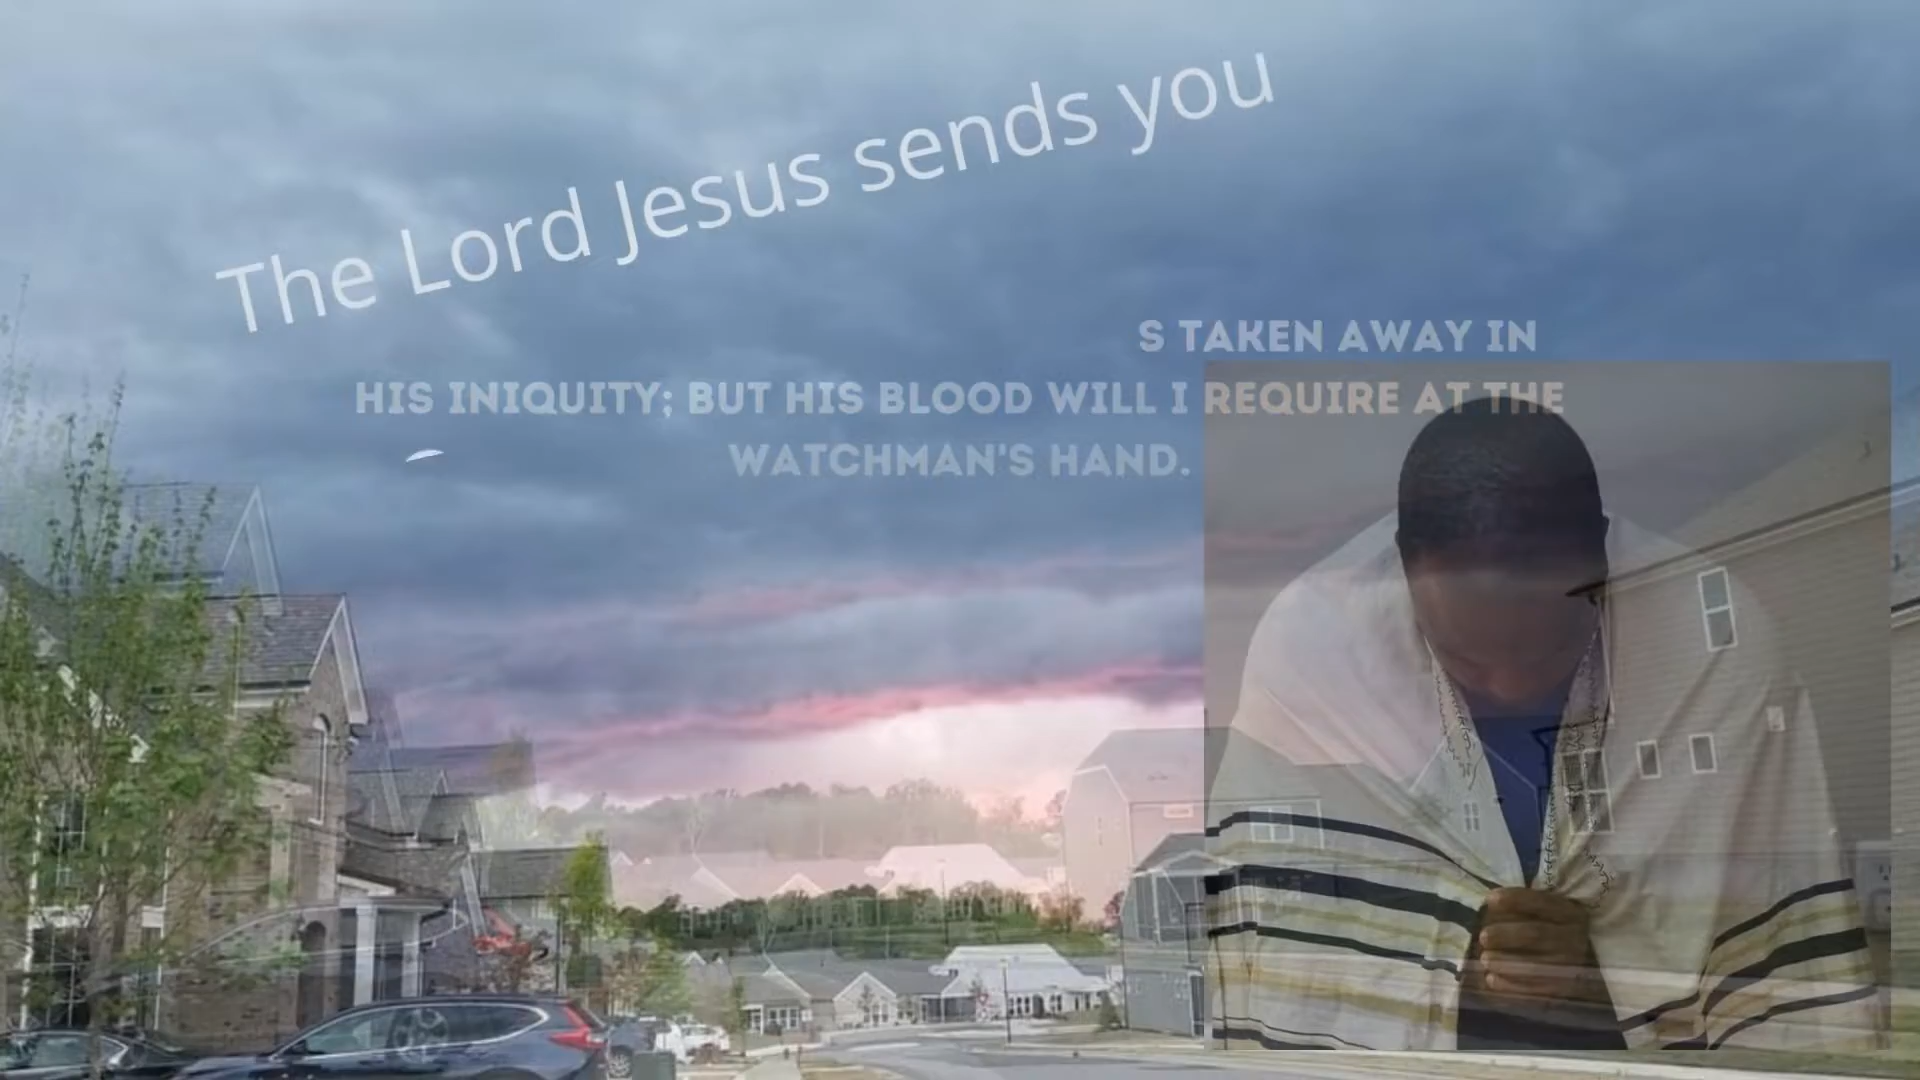 The Lord Jesus sends you
S TAKEN AWAY IN
HIS INIQUITY; BUT HIS BLOOD WILL I REQUIRE AT THE
WATCHMAN'S HAND.